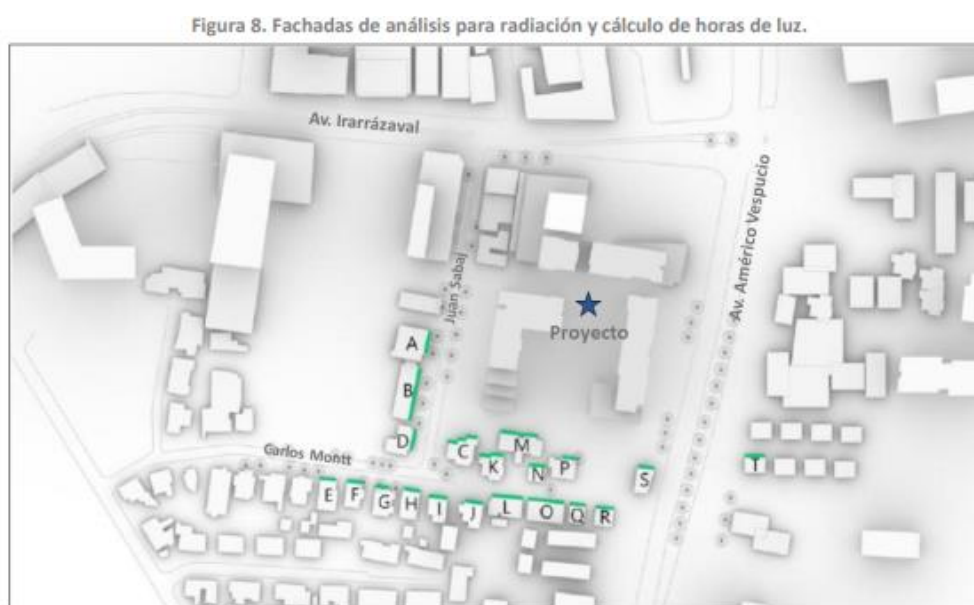 Figura 8. Fachadas de análisis para radiación y cálculo de horas de luz.
Av. Irarrázaval
Av. Américo Vespucio
Juan Sabaj
Proyecto
A
B
D
C
M
K
N
P
S
T
Carlos Montt
E
F
G
H
I
J
L
O
Q
R